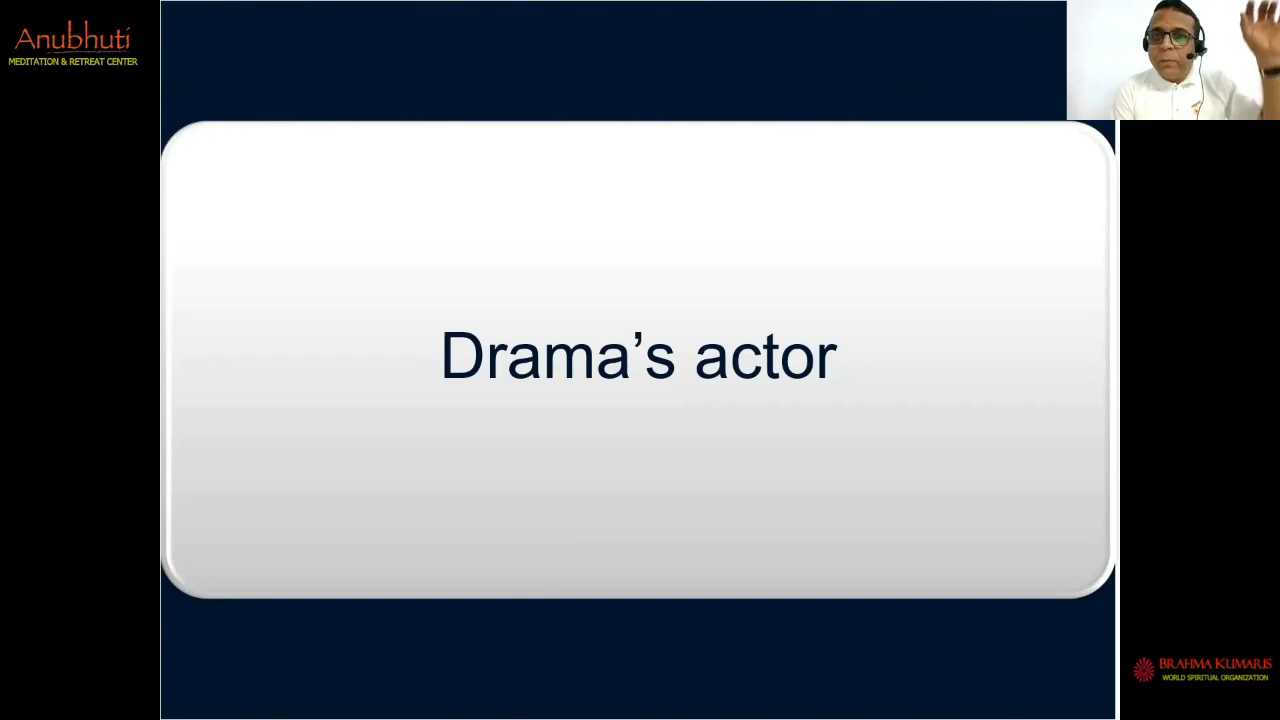 Anubhuti
MEDITATION & RETREAT CENTER
Drama’s actor
BRAHMA KUMARIS
WORLD SPIRITUAL ORGANIZATION